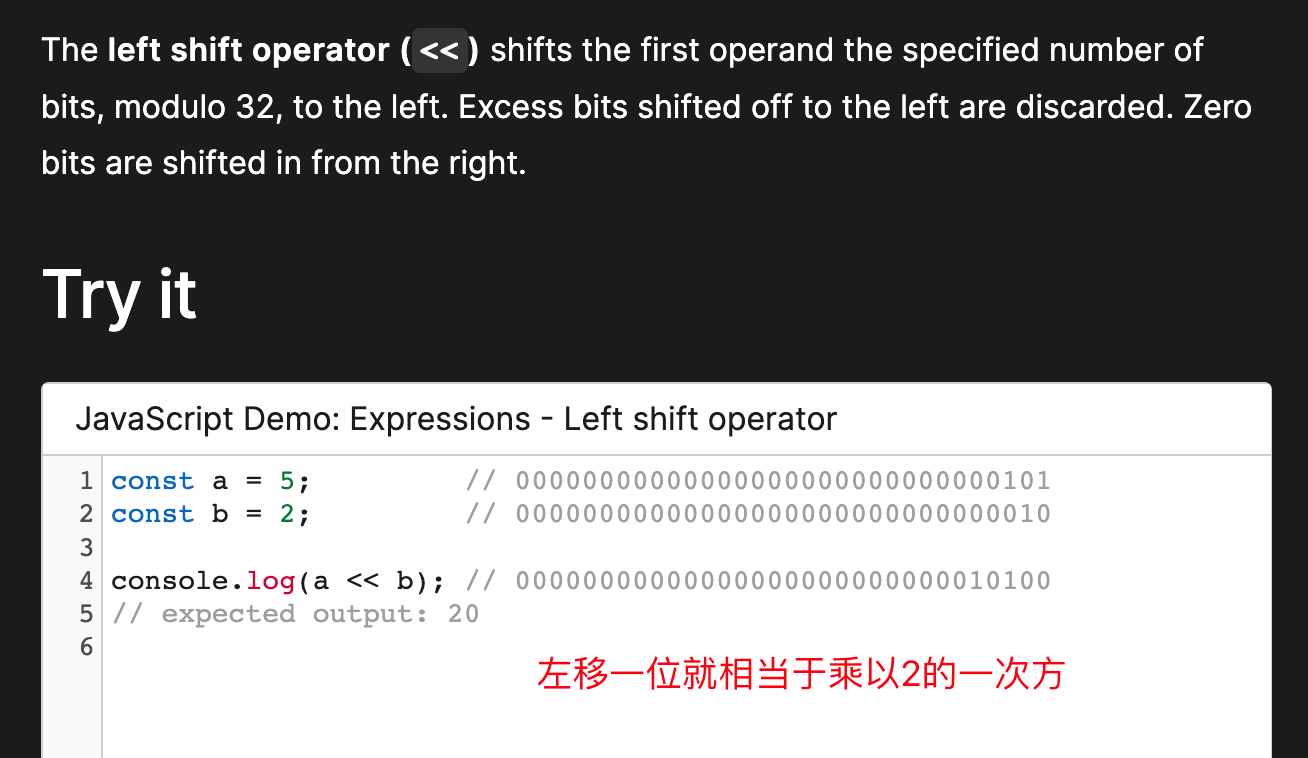 The left shift operator (<<) shifts the first operand the specified number of
bits, modulo 32, to the left. Excess bits shifted off to the left are discarded. Zero
bits are shifted in from the right.
Try it
JavaScript Demo: Expressions - Left shift operator
1 const a = 5; // 00000000000000000000000000000101
2 const b = 2; // 00000000000000000000000000000010
3
4 console.log(a << b); // 00000000000000000000000000010100
5 // expected output: 20
6
左移一位就相当于乘以2的一次方